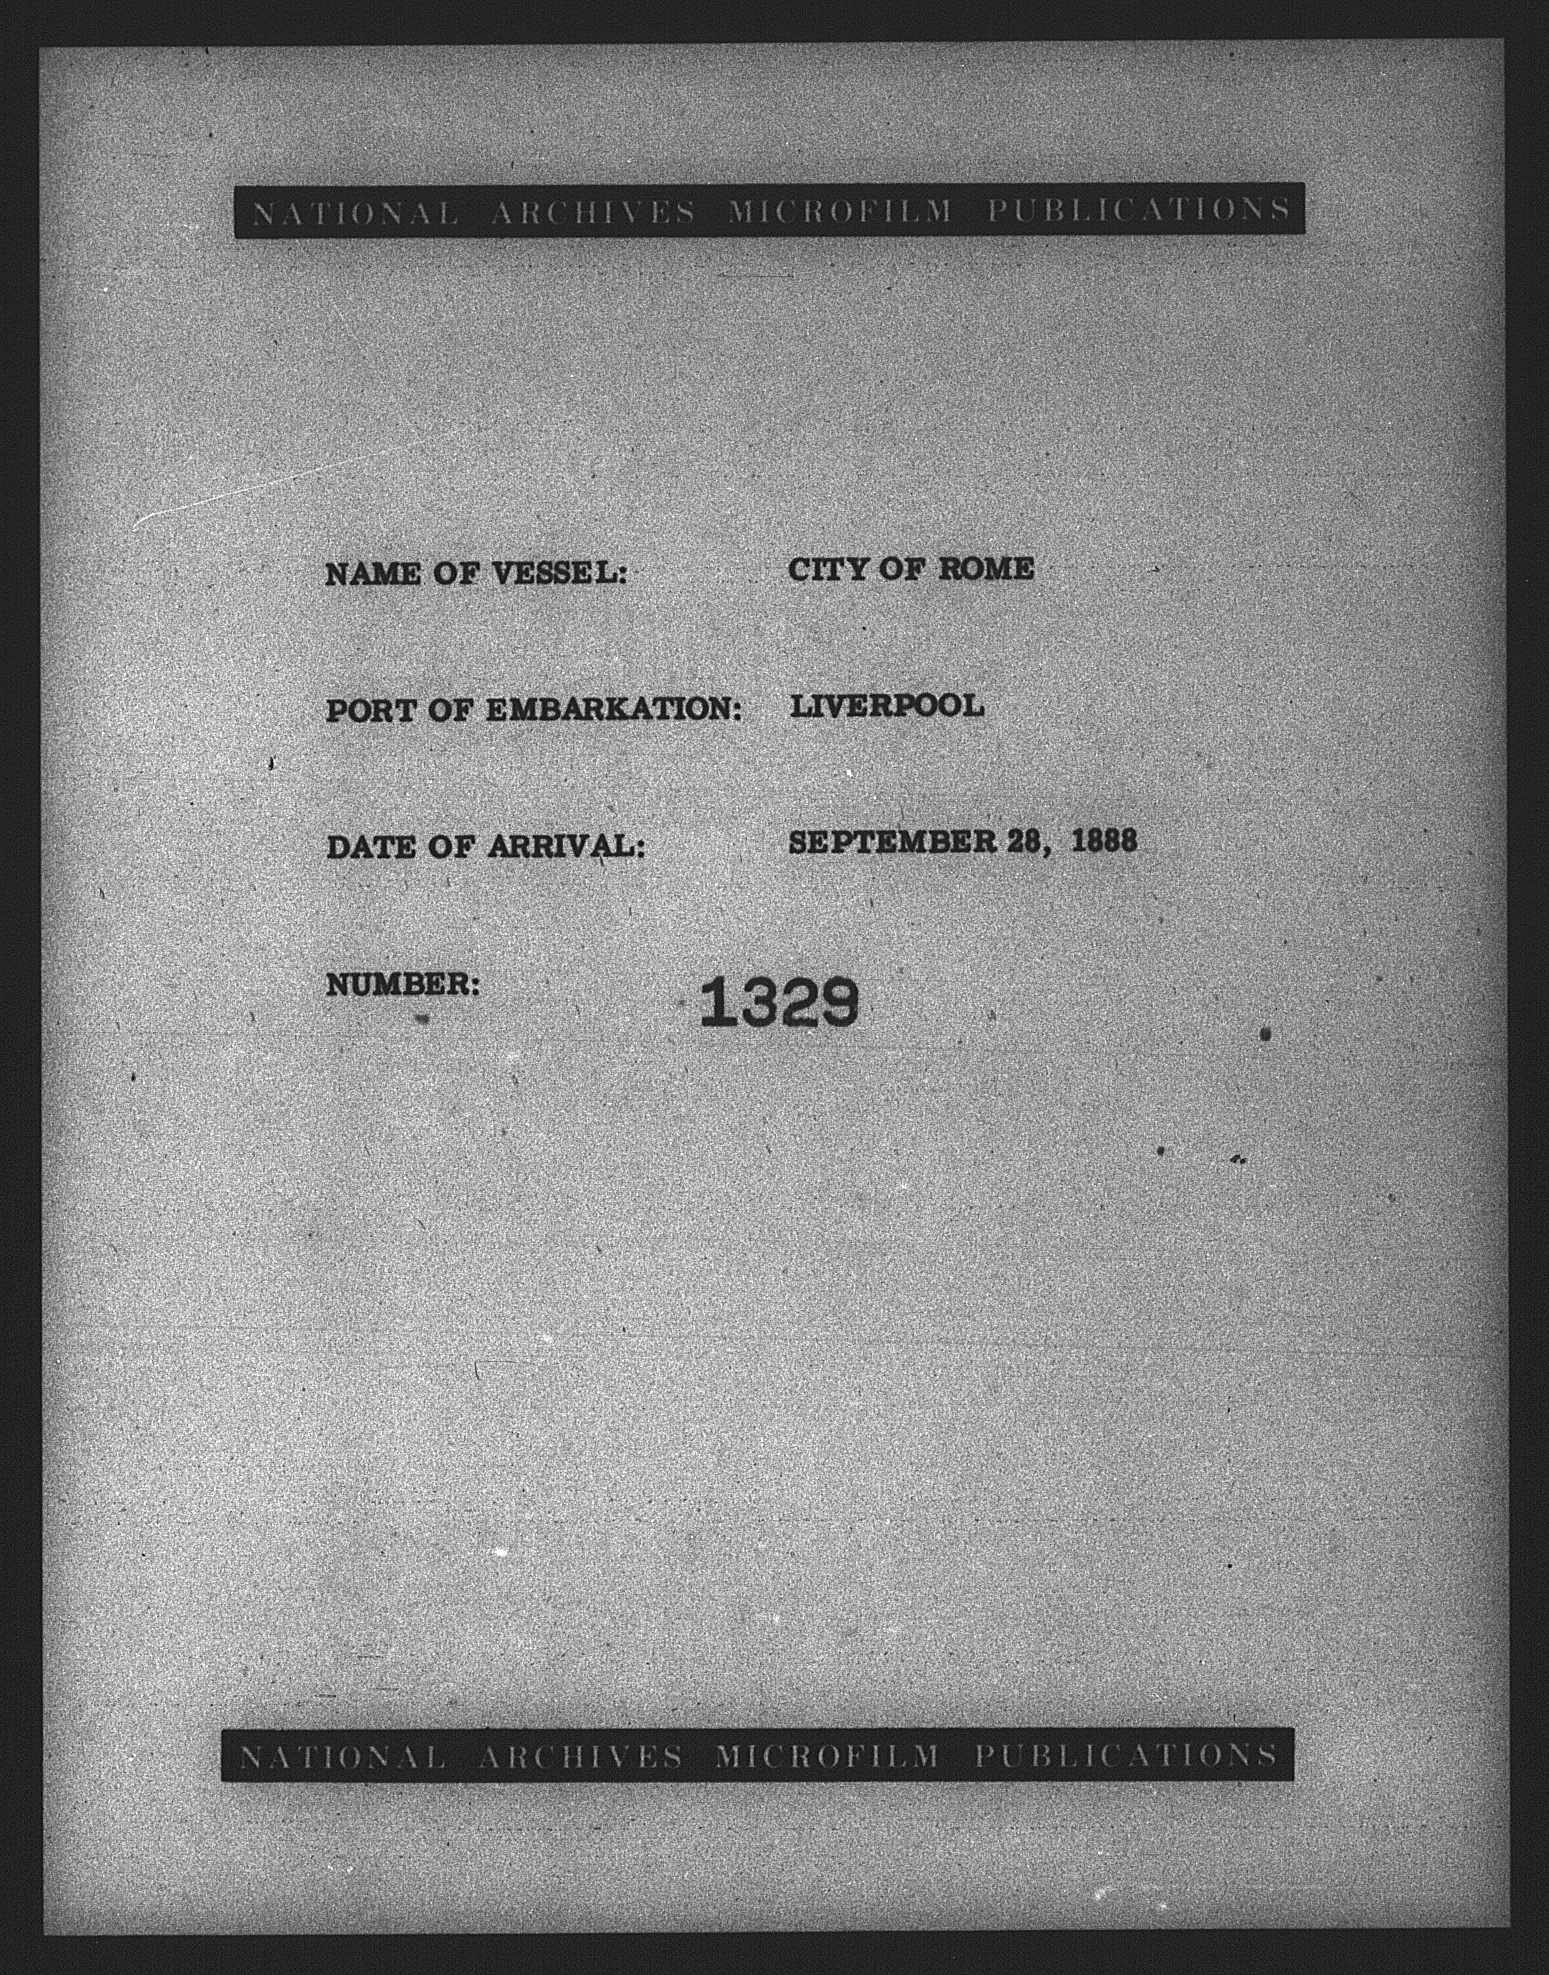 NATIONAL ARCHIVES MICROFILM PUBLICATIONS
NAME OF VESSEL: CITY OF ROME
PORT OF EMBARKATION: LIVERPOOL
DATE OF ARRIVAL: SEPTEMBER 28, 1888
NUMBER: 1329
NATIONAL ARCHIVES MICROFILM PUBLICATIONS